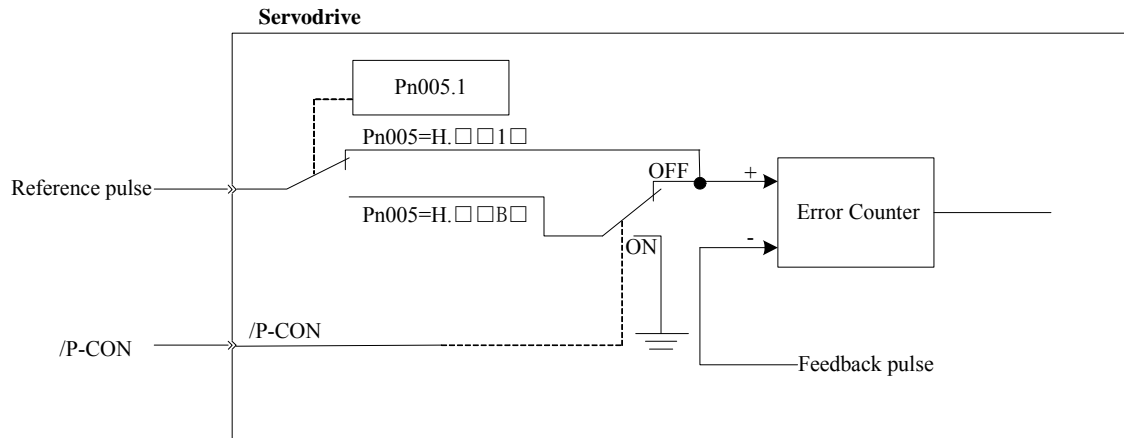 Servodrive
Pn005.1
Pn005=H.□□1□
Reference pulse
OFF
+
Error Counter
Pn005=H.□□B□
-
ON
/P-CON
/P-CON
Feedback pulse